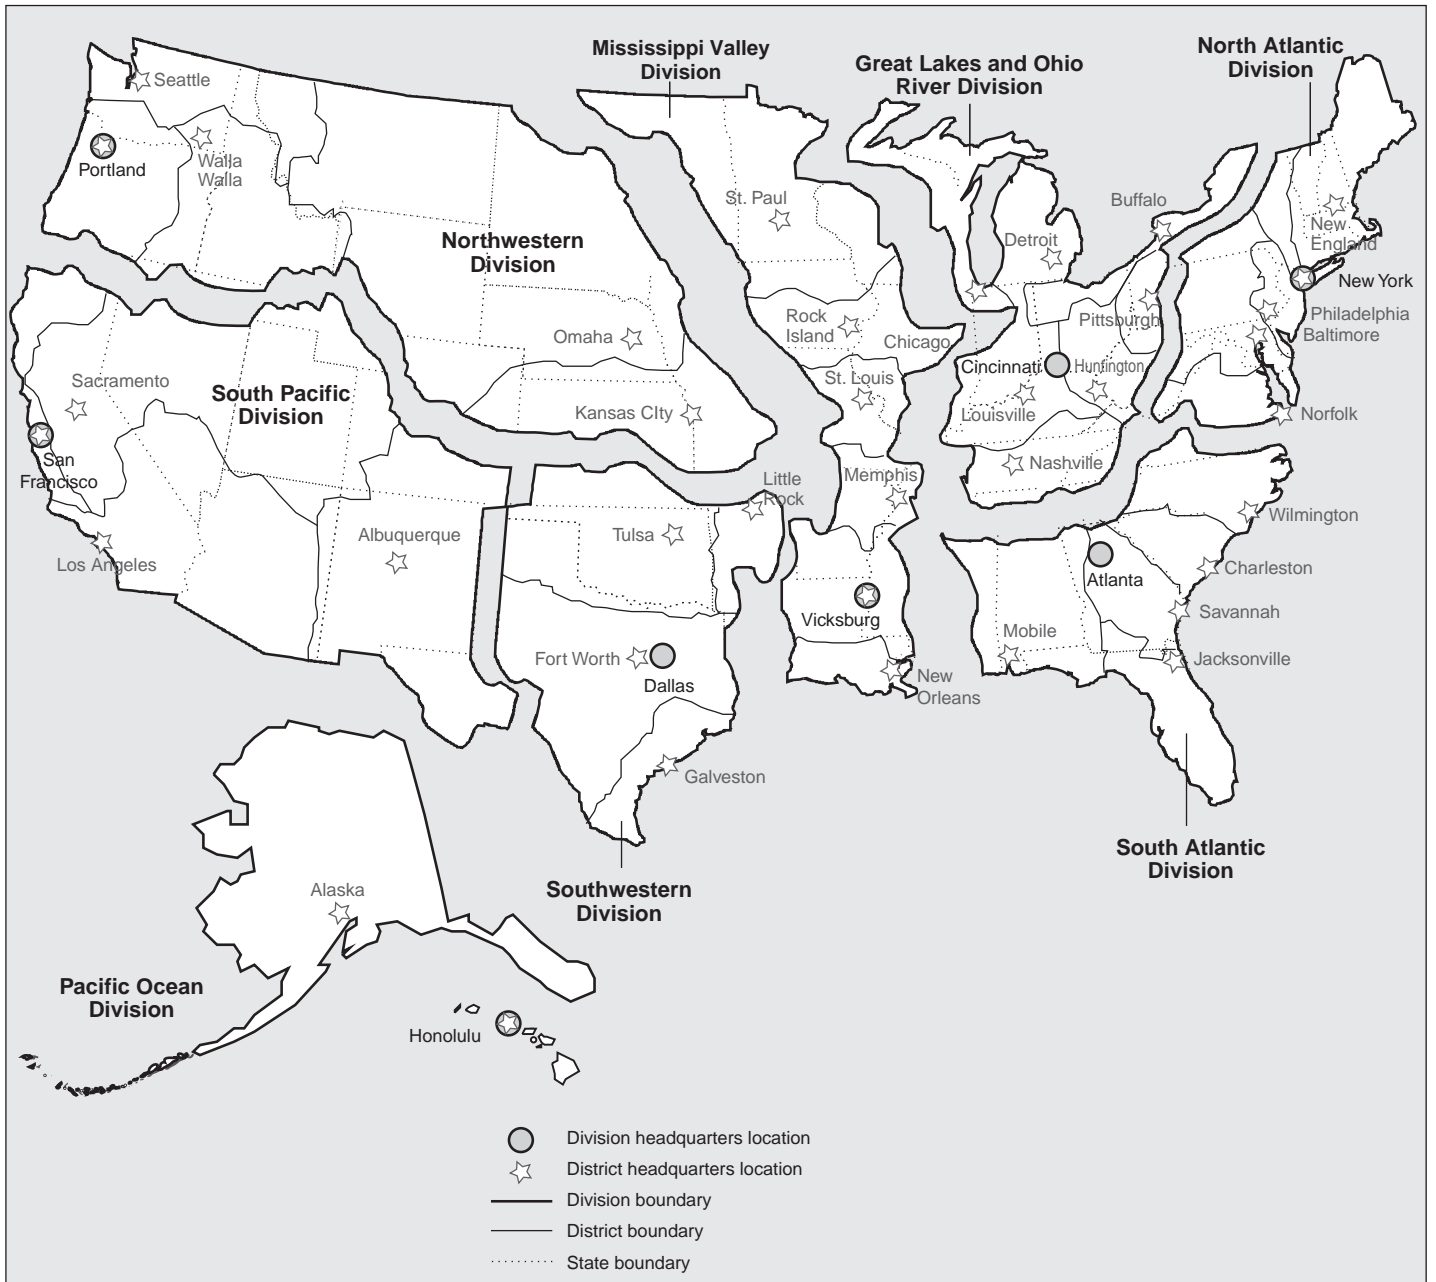 Mississippi Valley
Division
Great Lakes and Ohio
River Division
North Atlantic
Division
Seattle
Portland
Walla
Walla
Northwestern
Division
Omaha
Kansas CIty
St. Paul
Rock
Island
Chicago
St. Louis
Memphis
Vicksburg
New
Orleans
Detroit
Buffalo
Pittsburgh
Cincinnati
Huntington
Louisville
Nashville
New
England
New York
Philadelphia
Baltimore
Norfolk
Sacramento
South Pacific
Division
San
Francisco
Los Angeles
Albuquerque
Little
Rock
Tulsa
Fort Worth
Dallas
Galveston
Southwestern
Division
Wilmington
Charleston
Atlanta
Savannah
Mobile
Jacksonville
South Atlantic
Division
Alaska
Pacific Ocean
Division
Honolulu
Division headquarters location
District headquarters location
Division boundary
District boundary
State boundary